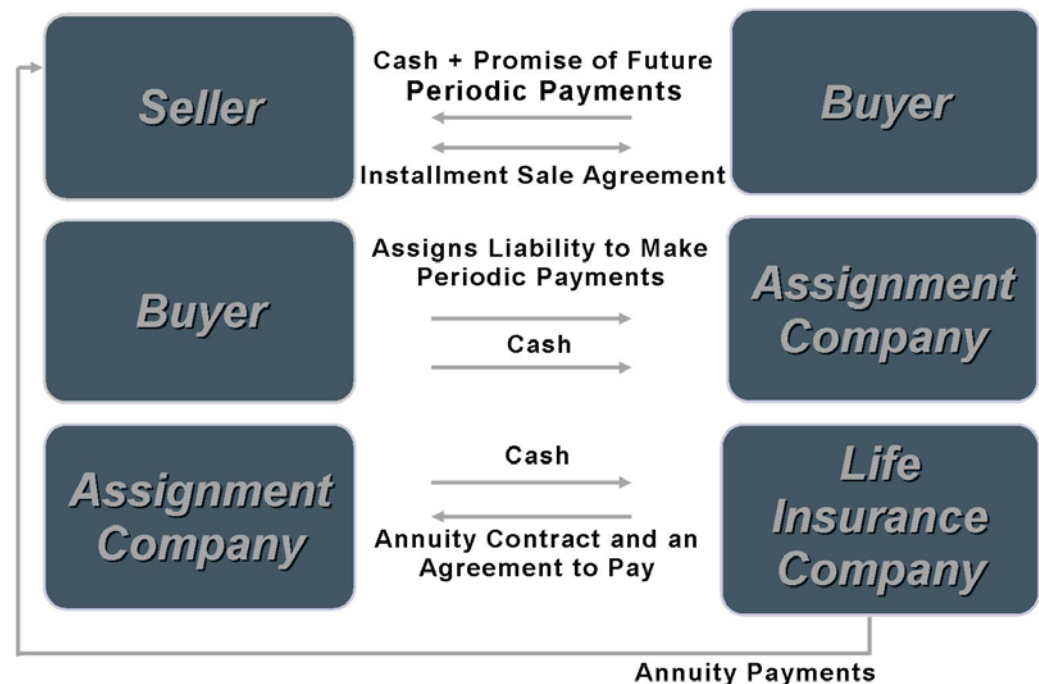 Seller
Cash + Promise of Future
Periodic Payments
Installment Sale Agreement
Buyer
Buyer
Assigns Liability to Make
Periodic Payments
Cash
Assignment
Company
Assignment
Company
Cash
Annuity Contract and an
Agreement to Pay
Life
Insurance
Company
Annuity Payments